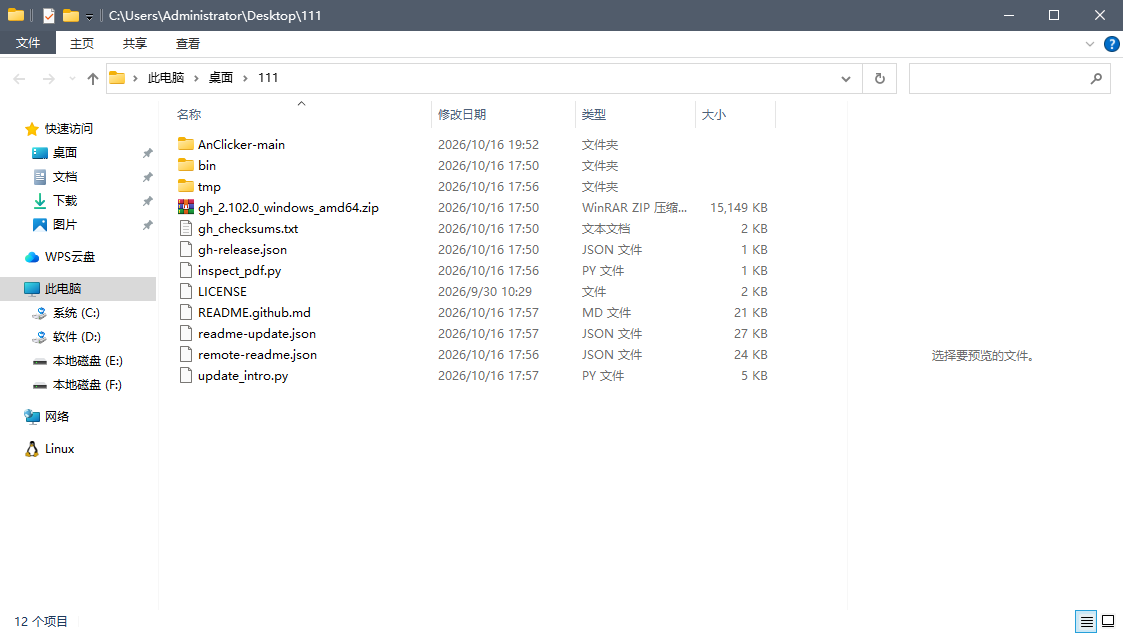 C:\Users\Administrator\Desktop\111
文件 主页 共享 查看
此电脑 › 桌面 › 111
名称 修改日期 类型 大小
快速访问
桌面
文档
下载
图片
WPS云盘
此电脑
系统 (C:)
软件 (D:)
本地磁盘 (E:)
本地磁盘 (F:)
网络
Linux
AnClicker-main 2026/10/16 19:52 文件夹
bin 2026/10/16 17:50 文件夹
tmp 2026/10/16 17:56 文件夹
gh_2.102.0_windows_amd64.zip 2026/10/16 17:50 WinRAR ZIP 压缩... 15,149 KB
gh_checksums.txt 2026/10/16 17:50 文本文档 2 KB
gh-release.json 2026/10/16 17:50 JSON 文件 1 KB
inspect_pdf.py 2026/10/16 17:56 PY 文件 1 KB
LICENSE 2026/9/30 10:29 文件 2 KB
README.github.md 2026/10/16 17:57 MD 文件 21 KB
readme-update.json 2026/10/16 17:57 JSON 文件 27 KB
remote-readme.json 2026/10/16 17:56 JSON 文件 24 KB
update_intro.py 2026/10/16 17:57 PY 文件 5 KB
选择要预览的文件。
12 个项目